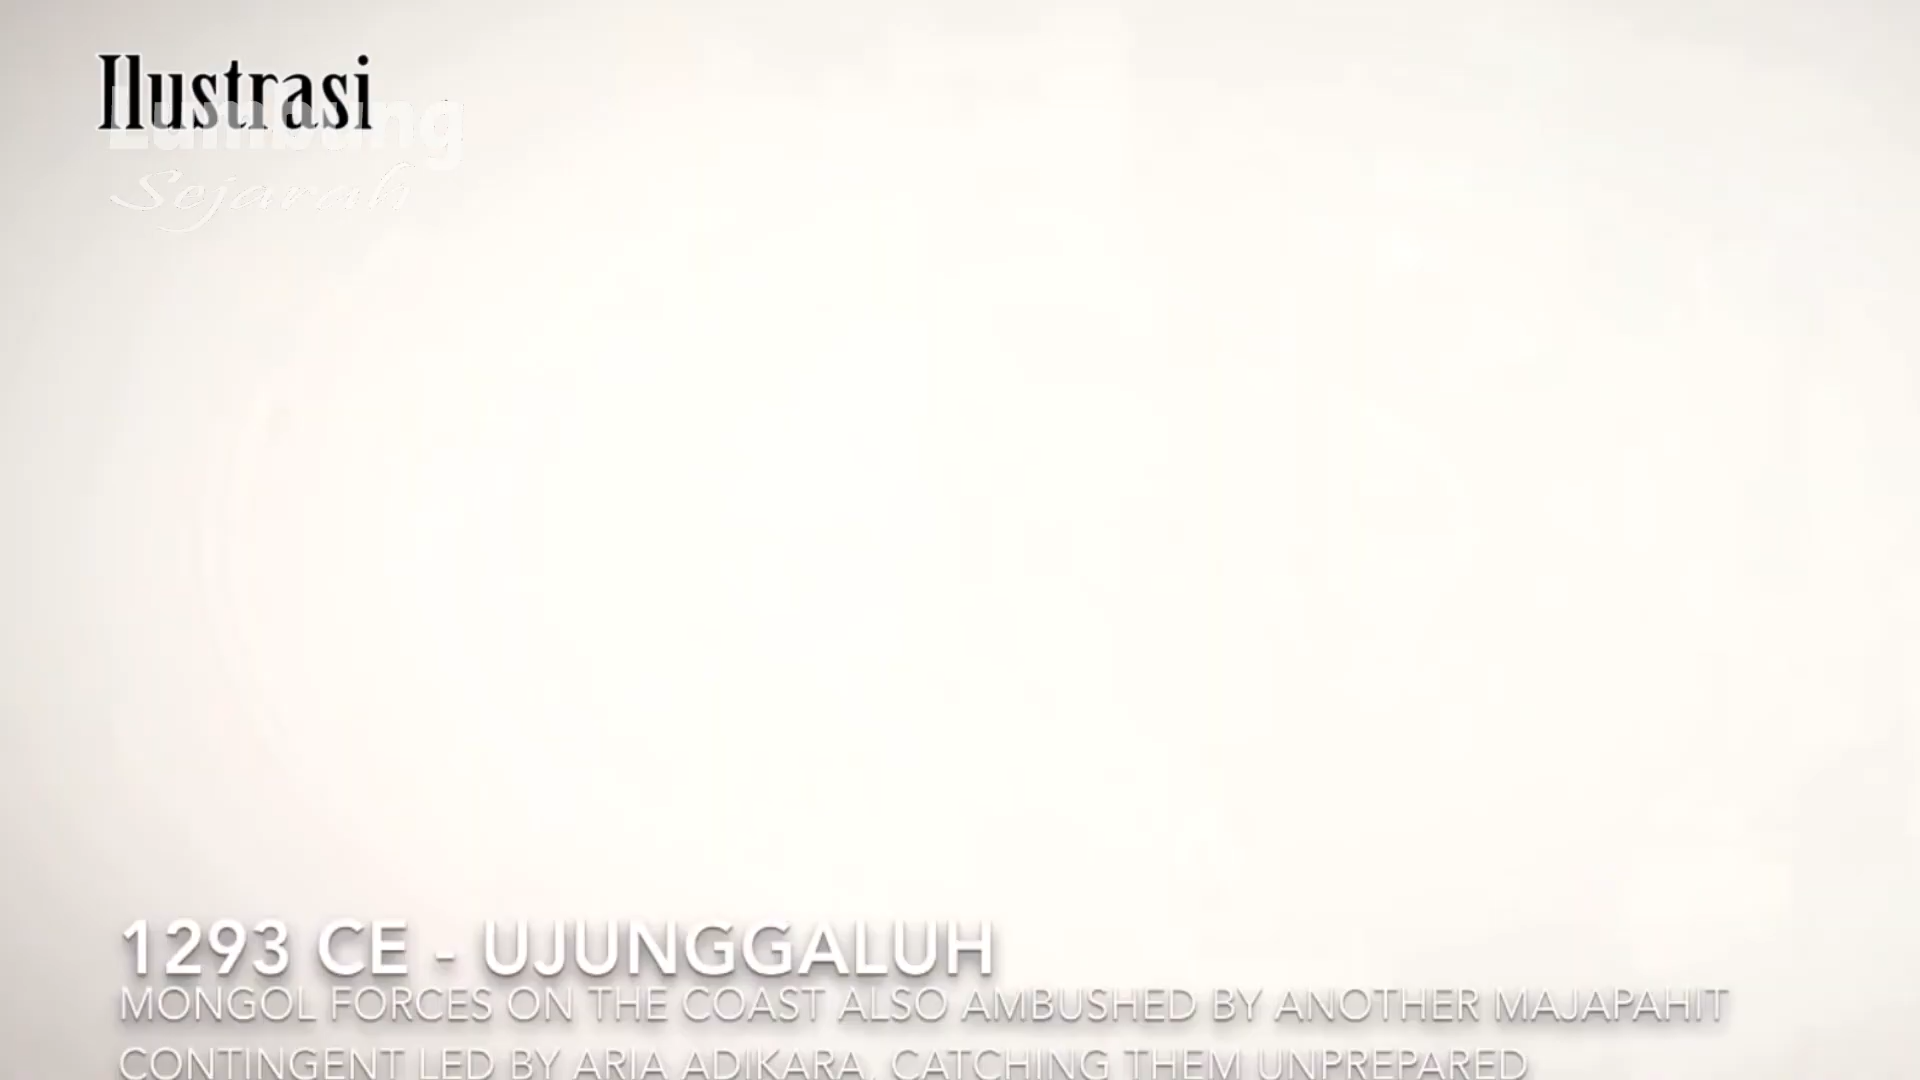 Ilustrasi
Lumbung
Sejarah
1293 CE - UJUNGGALUH
MONGOL FORCES ON THE COAST ALSO AMBUSHED BY ANOTHER MAJAPAHIT
CONTINGENT LED BY ARIA ADIKARA, CATCHING THEM UNPREPARED